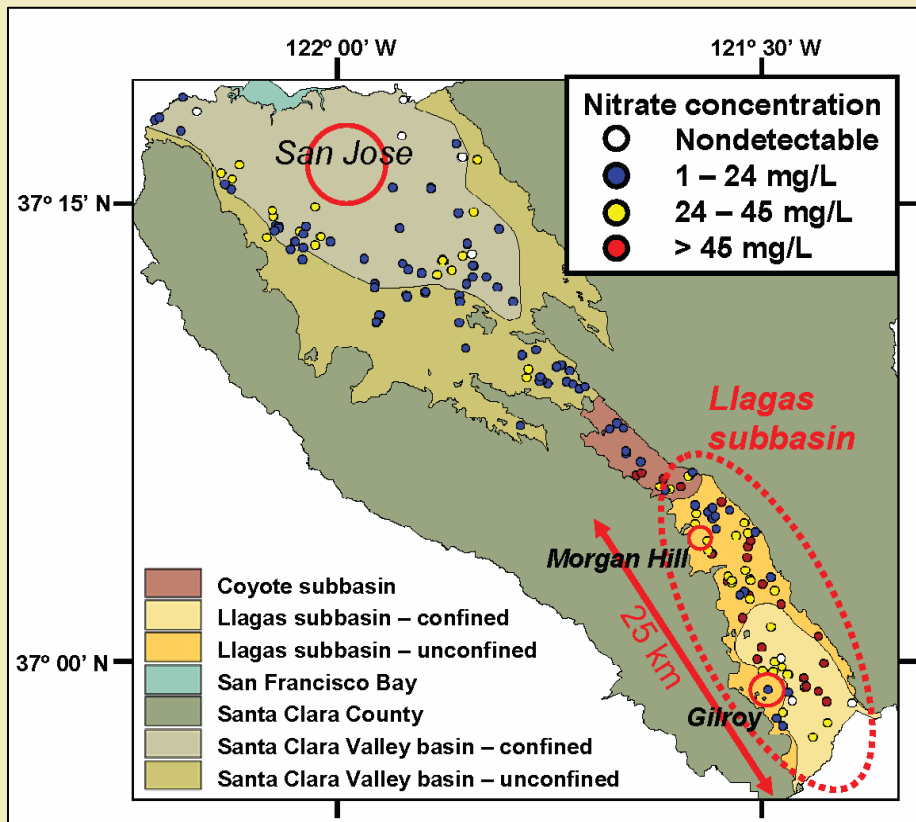 122º 00’ W
121º 30’ W
Nitrate concentration
Nondetectable
1 – 24 mg/L
24 – 45 mg/L
> 45 mg/L
San Jose
37º 15’ N
Llagas
subbasin
Morgan Hill
25 km
37º 00’ N
Gilroy
Coyote subbasin
Llagas subbasin – confined
Llagas subbasin – unconfined
San Francisco Bay
Santa Clara County
Santa Clara Valley basin – confined
Santa Clara Valley basin – unconfined